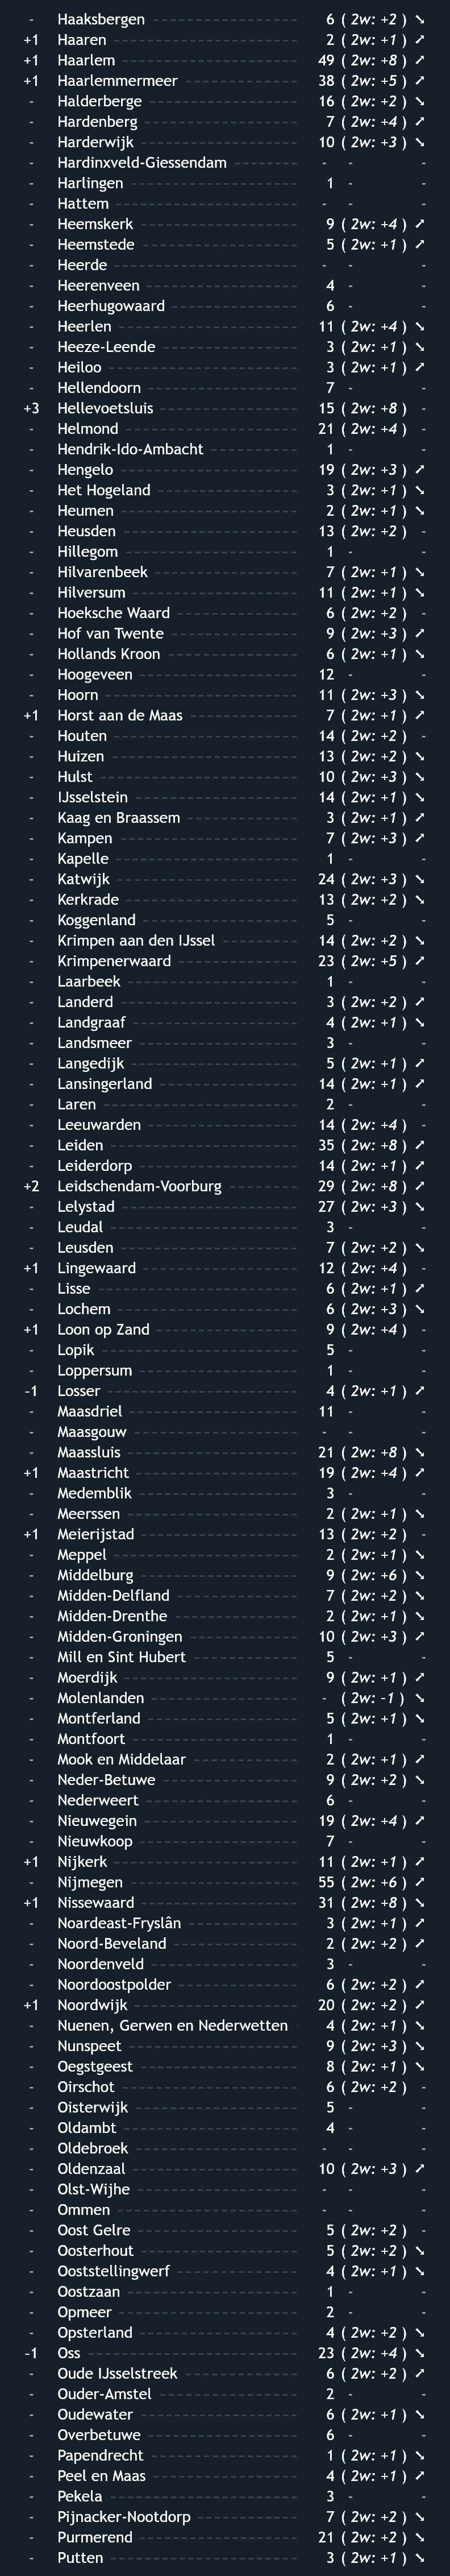 - Haaksbergen 6 ( 2w: +2 ) ➘
+1 Haaren 2 ( 2w: +1 ) ➚
+1 Haarlem 49 ( 2w: +8 ) ➚
+1 Haarlemmermeer 38 ( 2w: +5 ) ➚
- Halderberge 16 ( 2w: +2 ) ➘
- Hardenberg 7 ( 2w: +4 ) ➚
- Harderwijk 10 ( 2w: +3 ) ➘
- Hardinxveld-Giessendam - - -
- Harlingen 1 - -
- Hattem - - -
- Heemskerk 9 ( 2w: +4 ) ➚
- Heemstede 5 ( 2w: +1 ) ➚
- Heerde - - -
- Heerenveen 4 - -
- Heerhugowaard 6 - -
- Heerlen 11 ( 2w: +4 ) ➘
- Heeze-Leende 3 ( 2w: +1 ) ➘
- Heiloo 3 ( 2w: +1 ) ➚
- Hellendoorn 7 - -
+3 Hellevoetsluis 15 ( 2w: +8 ) -
- Helmond 21 ( 2w: +4 ) -
- Hendrik-Ido-Ambacht 1 - -
- Hengelo 19 ( 2w: +3 ) ➚
- Het Hogeland 3 ( 2w: +1 ) ➘
- Heumen 2 ( 2w: +1 ) ➘
- Heusden 13 ( 2w: +2 ) -
- Hillegom 1 - -
- Hilvarenbeek 7 ( 2w: +1 ) ➘
- Hilversum 11 ( 2w: +1 ) ➘
- Hoeksche Waard 6 ( 2w: +2 ) -
- Hof van Twente 9 ( 2w: +3 ) ➚
- Hollands Kroon 6 ( 2w: +1 ) ➘
- Hoogeveen 12 - -
- Hoorn 11 ( 2w: +3 ) ➘
+1 Horst aan de Maas 7 ( 2w: +1 ) ➚
- Houten 14 ( 2w: +2 ) -
- Huizen 13 ( 2w: +2 ) ➘
- Hulst 10 ( 2w: +3 ) ➘
- IJsselstein 14 ( 2w: +1 ) ➘
- Kaag en Braassem 3 ( 2w: +1 ) ➚
- Kampen 7 ( 2w: +3 ) ➚
- Kapelle 1 - -
- Katwijk 24 ( 2w: +3 ) ➘
- Kerkrade 13 ( 2w: +2 ) ➘
- Koggenland 5 - -
- Krimpen aan den IJssel 14 ( 2w: +2 ) ➘
- Krimpenerwaard 23 ( 2w: +5 ) ➚
- Laarbeek 1 - -
- Landerd 3 ( 2w: +2 ) ➚
- Landgraaf 4 ( 2w: +1 ) ➘
- Landsmeer 3 - -
- Langedijk 5 ( 2w: +1 ) ➚
- Lansingerland 14 ( 2w: +1 ) ➚
- Laren 2 - -
- Leeuwarden 14 ( 2w: +4 ) -
- Leiden 35 ( 2w: +8 ) ➚
- Leiderdorp 14 ( 2w: +1 ) ➚
+2 Leidschendam-Voorburg 29 ( 2w: +8 ) ➚
- Lelystad 27 ( 2w: +3 ) ➘
- Leudal 3 - -
- Leusden 7 ( 2w: +2 ) ➘
+1 Lingewaard 12 ( 2w: +4 ) -
- Lisse 6 ( 2w: +1 ) ➚
- Lochem 6 ( 2w: +3 ) ➘
+1 Loon op Zand 9 ( 2w: +4 ) -
- Lopik 5 - -
- Loppersum 1 - -
-1 Losser 4 ( 2w: +1 ) ➚
- Maasdriel 11 - -
- Maasgouw - - -
- Maassluis 21 ( 2w: +8 ) ➘
+1 Maastricht 19 ( 2w: +4 ) ➚
- Medemblik 3 - -
- Meerssen 2 ( 2w: +1 ) ➘
+1 Meierijstad 13 ( 2w: +2 ) -
- Meppel 2 ( 2w: +1 ) ➘
- Middelburg 9 ( 2w: +6 ) ➘
- Midden-Delfland 7 ( 2w: +2 ) ➘
- Midden-Drenthe 2 ( 2w: +1 ) ➘
- Midden-Groningen 10 ( 2w: +3 ) ➚
- Mill en Sint Hubert 5 - -
- Moerdijk 9 ( 2w: +1 ) ➚
- Molenlanden - ( 2w: -1 ) ➘
- Montferland 5 ( 2w: +1 ) ➘
- Montfoort 1 - -
- Mook en Middelaar 2 ( 2w: +1 ) ➚
- Neder-Betuwe 9 ( 2w: +2 ) ➘
- Nederweert 6 - -
- Nieuwegein 19 ( 2w: +4 ) ➚
- Nieuwkoop 7 - -
+1 Nijkerk 11 ( 2w: +1 ) ➚
- Nijmegen 55 ( 2w: +6 ) ➚
+1 Nissewaard 31 ( 2w: +8 ) ➘
- Noardeast-Fryslân 3 ( 2w: +1 ) ➚
- Noord-Beveland 2 ( 2w: +2 ) ➚
- Noordenveld 3 - -
- Noordoostpolder 6 ( 2w: +2 ) ➚
+1 Noordwijk 20 ( 2w: +2 ) ➚
- Nuenen, Gerwen en Nederwetten 4 ( 2w: +1 ) ➘
- Nunspeet 9 ( 2w: +3 ) ➘
- Oegstgeest 8 ( 2w: +1 ) ➘
- Oirschot 6 ( 2w: +2 ) -
- Oisterwijk 5 - -
- Oldambt 4 - -
- Oldebroek - - -
- Oldenzaal 10 ( 2w: +3 ) ➚
- Olst-Wijhe - - -
- Ommen - - -
- Oost Gelre 5 ( 2w: +2 ) -
- Oosterhout 5 ( 2w: +2 ) ➘
- Ooststellingwerf 4 ( 2w: +1 ) ➘
- Oostzaan 1 - -
- Opmeer 2 - -
- Opsterland 4 ( 2w: +2 ) ➘
-1 Oss 23 ( 2w: +4 ) ➘
- Oude IJsselstreek 6 ( 2w: +2 ) ➚
- Ouder-Amstel 2 - -
- Oudewater 6 ( 2w: +1 ) ➘
- Overbetuwe 6 - -
- Papendrecht 1 ( 2w: +1 ) ➘
- Peel en Maas 4 ( 2w: +1 ) ➚
- Pekela 3 - -
- Pijnacker-Nootdorp 7 ( 2w: +2 ) ➘
- Purmerend 21 ( 2w: +2 ) ➘
- Putten 3 ( 2w: +1 ) ➘